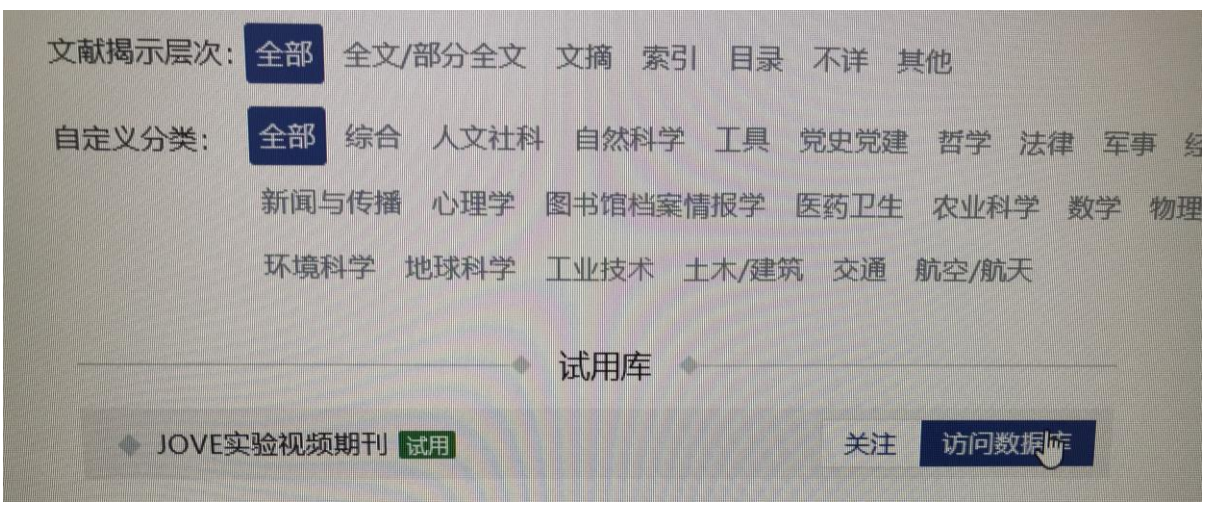 文献揭示层次: 全部 全文/部分全文 文摘 索引 目录 不详 其他
自定义分类: 全部 综合 人文社科 自然科学 工具 党史党建 哲学 法律 军事
新闻与传播 心理学 图书馆档案情报学 医药卫生 农业科学 数学 物理
环境科学 地球科学 工业技术 土木/建筑 交通 航空/航天
试用库
JOVE实验视频期刊 试用 关注 访问数据库